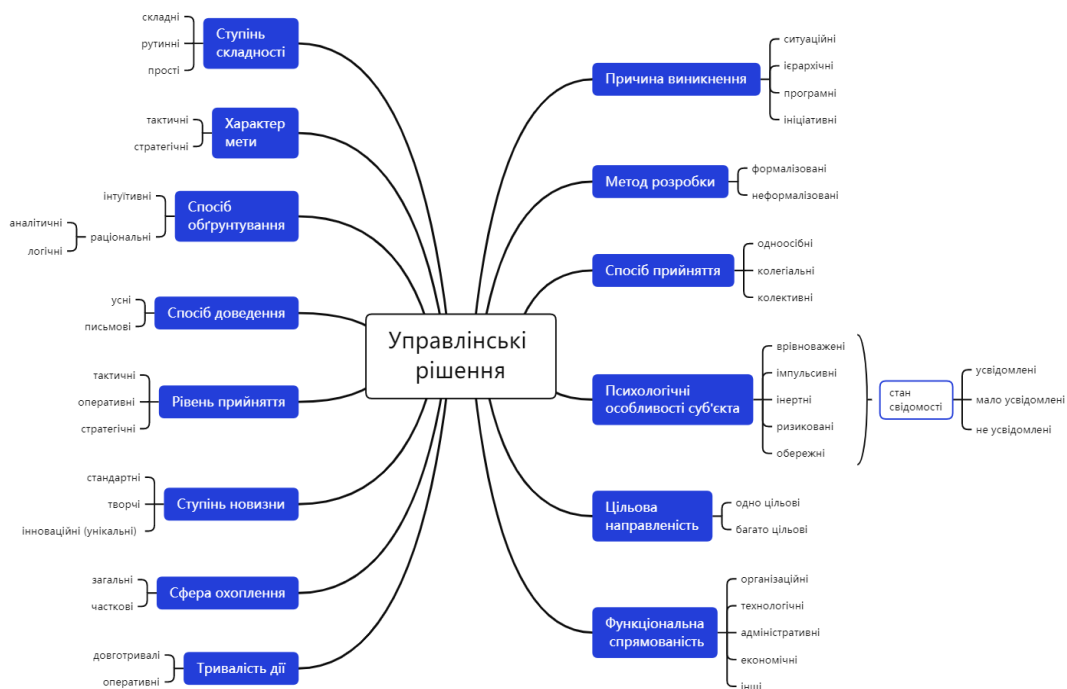 Управлінські
рішення
Ступінь
складності
складні
рутинні
прості
Характер
мети
тактичні
стратегічні
Спосіб
обґрунтування
інтуїтивні
раціональні
аналітичні
логічні
Спосіб доведення
усні
письмові
Рівень прийняття
тактичні
оперативні
стратегічні
Ступінь новизни
стандартні
творчі
інноваційні (унікальні)
Сфера охоплення
загальні
часткові
Тривалість дії
довготривалі
оперативні
Причина виникнення
ситуаційні
ієрархічні
програмні
ініціативні
Метод розробки
формалізовані
неформалізовані
Спосіб прийняття
одноосібні
колегіальні
колективні
Психологічні
особливості суб'єкта
врівноважені
імпульсивні
інертні
ризиковані
обережні
стан
свідомості
усвідомлені
мало усвідомлені
не усвідомлені
Цільова
направленість
одно цільові
багато цільові
Функціональна
спрямованість
організаційні
технологічні
адміністративні
економічні
інші